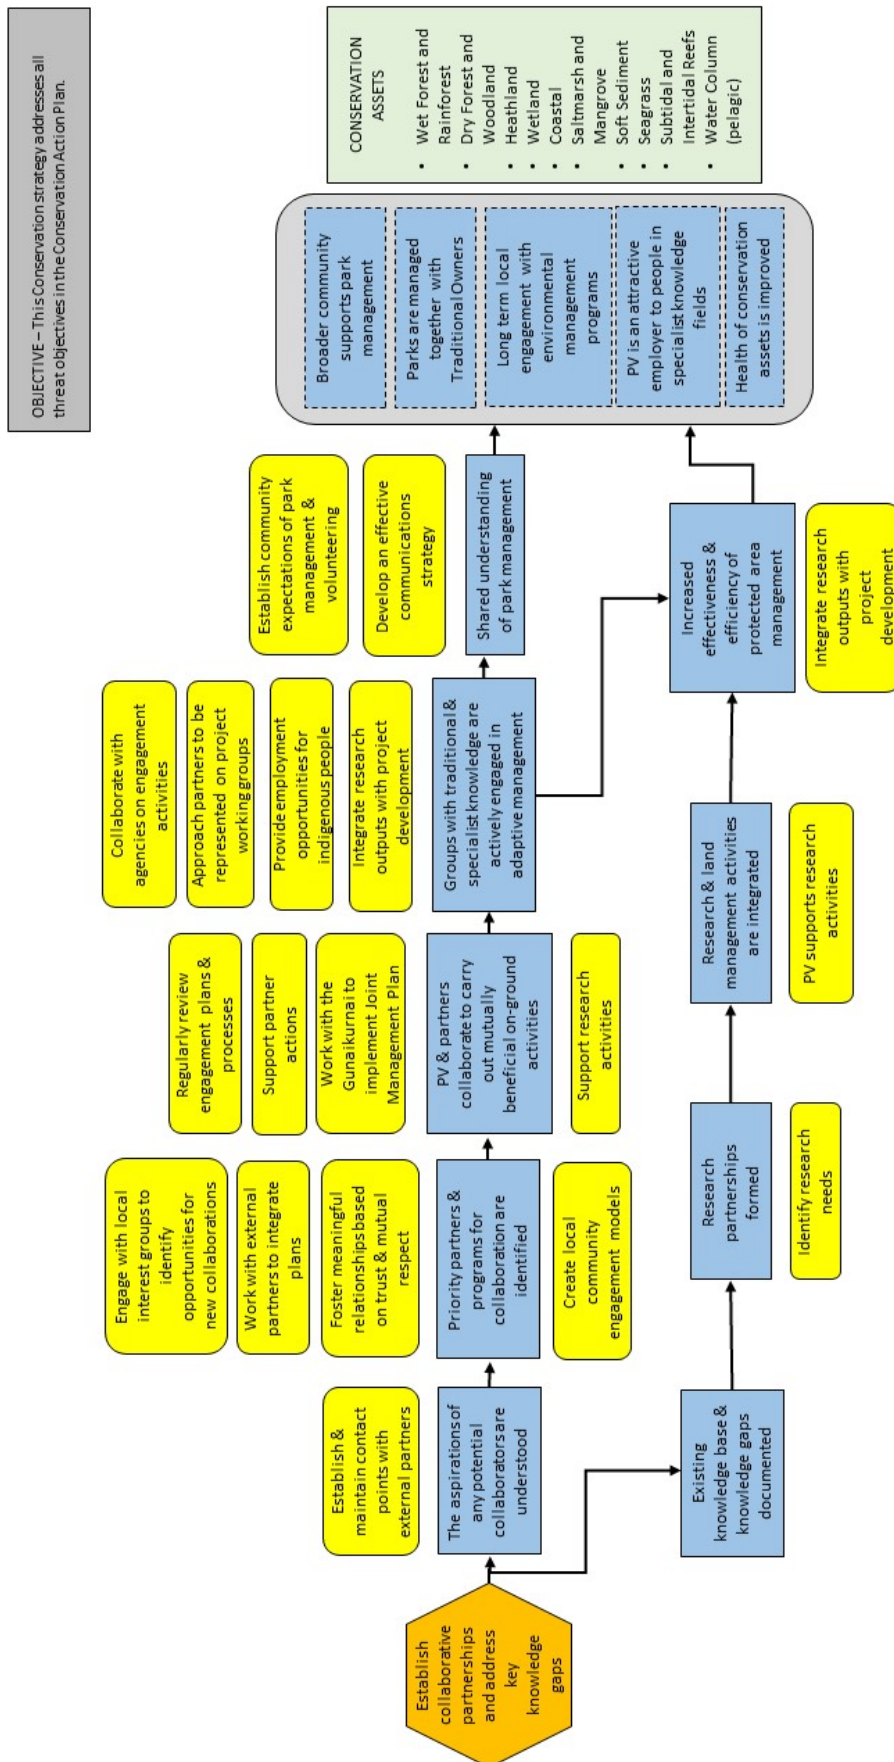 OBJECTIVE – This Conservation strategy addresses all
threat objectives in the Conservation Action Plan.
Establish
collaborative
partnerships
and address
key
knowledge
gaps
Establish &
maintain contact
points with
external partners
The aspirations of
any potential
collaborators are
understood
Engage with local
interest groups to
identify
opportunities for
new collaborations
Work with external
partners to integrate
plans
Foster meaningful
relationships based
on trust & mutual
respect
Priority partners &
programs for
collaboration are
identified
Create local
community
engagement models
Regularly review
engagement plans &
processes
Support partner
actions
Work with the
Gunaikurnai to
implement Joint
Management Plan
PV & partners
collaborate to carry
out mutually
beneficial on-ground
activities
Support research
activities
Collaborate with
agencies on engagement
activities
Approach partners to be
represented on project
working groups
Provide employment
opportunities for
indigenous people
Integrate research
outputs with project
development
Groups with traditional &
specialist knowledge are
actively engaged in
adaptive management
Establish community
expectations of park
management &
volunteering
Develop an effective
communications
strategy
Shared understanding
of park management
Existing
knowledge base &
knowledge gaps
documented
Research
partnerships
formed
Identify research
needs
Research & land
management activities
are integrated
PV supports research
activities
Increased
effectiveness &
efficiency of
protected area
management
Integrate research
outputs with
project
development
Broader community
supports park
management
Parks are managed
together with
Traditional Owners
Long term local
engagement with
environmental
management
programs
PV is an attractive
employer to people in
specialist knowledge
fields
Health of conservation
assets is improved
CONSERVATION
ASSETS
• Wet Forest and
Rainforest
• Dry Forest and
Woodland
• Heathland
• Wetland
• Coastal
• Saltmarsh and
Mangrove
• Soft Sediment
• Seagrass
• Subtidal and
Intertidal Reefs
• Water Column
(pelagic)